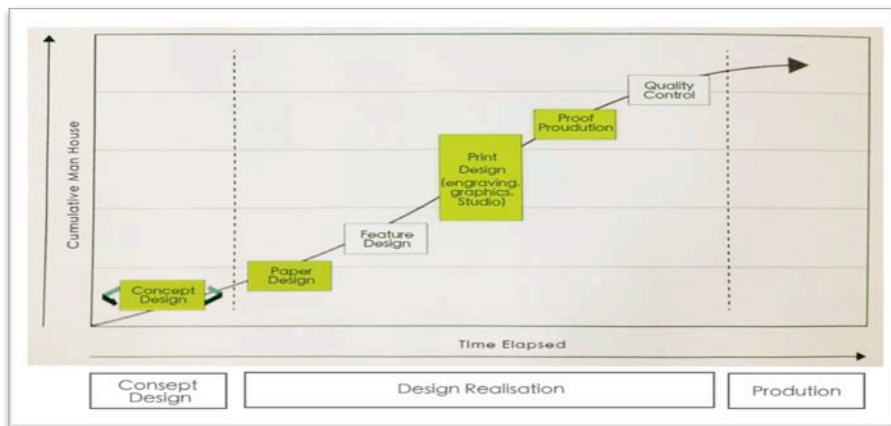 Cumulative Man House
Quality
Control
Proof
Proudution
Print
Design
(engraving,
graphics,
Studio)
Feature
Design
Paper
Design
Concept
Design
Time Elapsed
Consept
Design
Design Realisation
Prodution